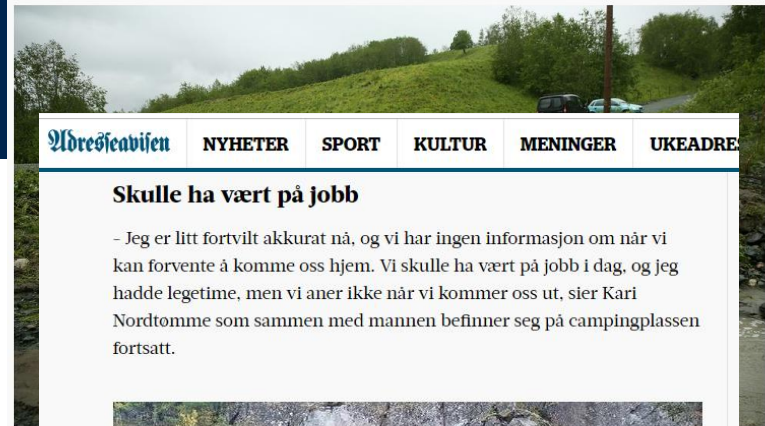 Adresseavisen NYHETER SPORT KULTUR MENINGER UKEADRES
Skulle ha vært på jobb
– Jeg er litt fortvilt akkurat nå, og vi har ingen informasjon om når vi
kan forvente å komme oss hjem. Vi skulle ha vært på jobb i dag, og jeg
hadde legetime, men vi aner ikke når vi kommer oss ut, sier Kari
Nordtømme som sammen med mannen befinner seg på campingplassen
fortsatt.